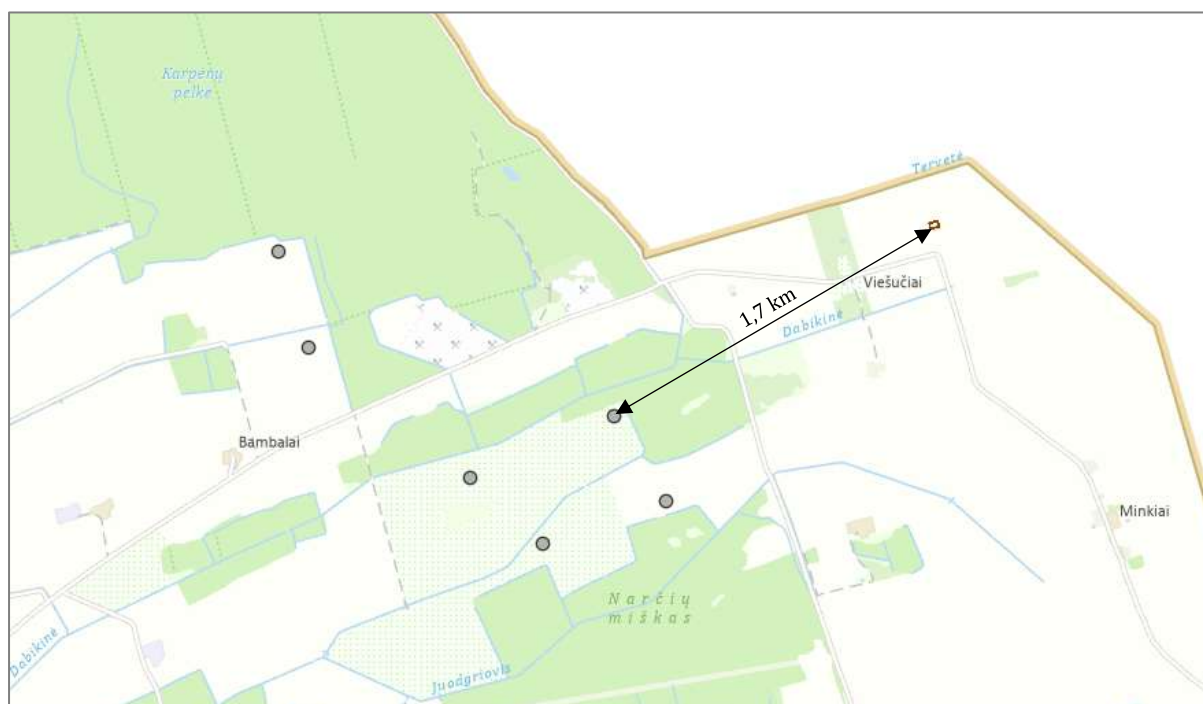 Karpėnų
pelkė
Tervetė
Viešučiai
1,7 km
Dabikinė
Bambalai
Minkiai
Narčių
miškas
Dabikinė
Juodgriovis